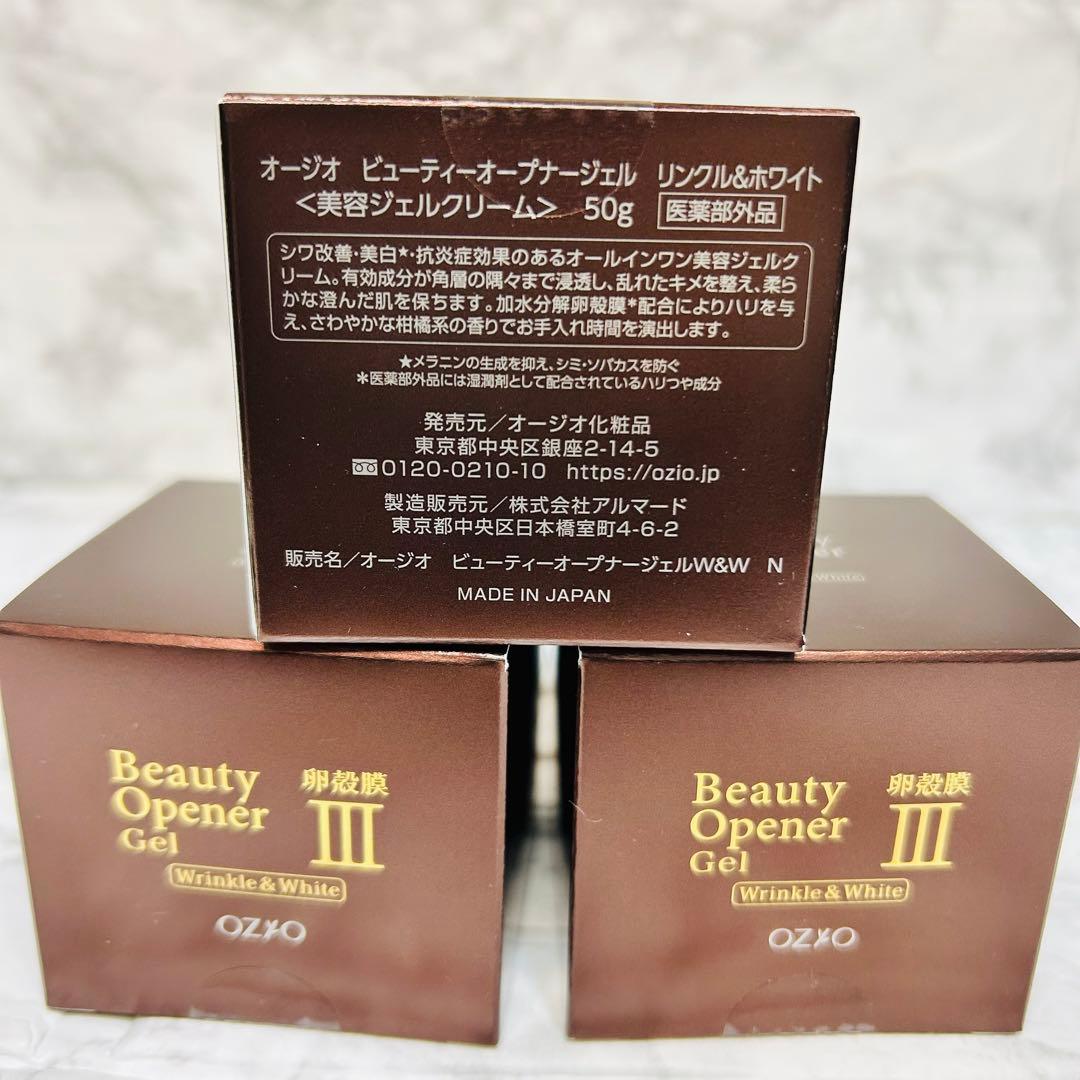 オージオ ビューティーオープナージェル リンクル&ホワイト
<美容ジェルクリーム> 50g 医薬部外品
シワ改善・美白★・抗炎症効果のあるオールインワン美容ジェルク
リーム。有効成分が角層の隅々まで浸透し、乱れたキメを整え、柔ら
かな澄んだ肌を保ちます。加水分解卵殻膜*配合によりハリを与
え、さわやかな柑橘系の香りでお手入れ時間を演出します。
★メラニンの生成を抑え、シミ・ソバカスを防ぐ
*医薬部外品には湿潤剤として配合されているハリつや成分
発売元/オージオ化粧品
東京都中央区銀座2-14-5
0120-0210-10 https://ozio.jp
製造販売元/株式会社アルマード
東京都中央区日本橋室町4-6-2
販売名/オージオ ビューティーオープナージェルW&W N
MADE IN JAPAN
Beauty
Opener
Gel
卵殻膜
III
Wrinkle & White
OZIO
Beauty
Opener
Gel
卵殻膜
III
Wrinkle & White
OZIO